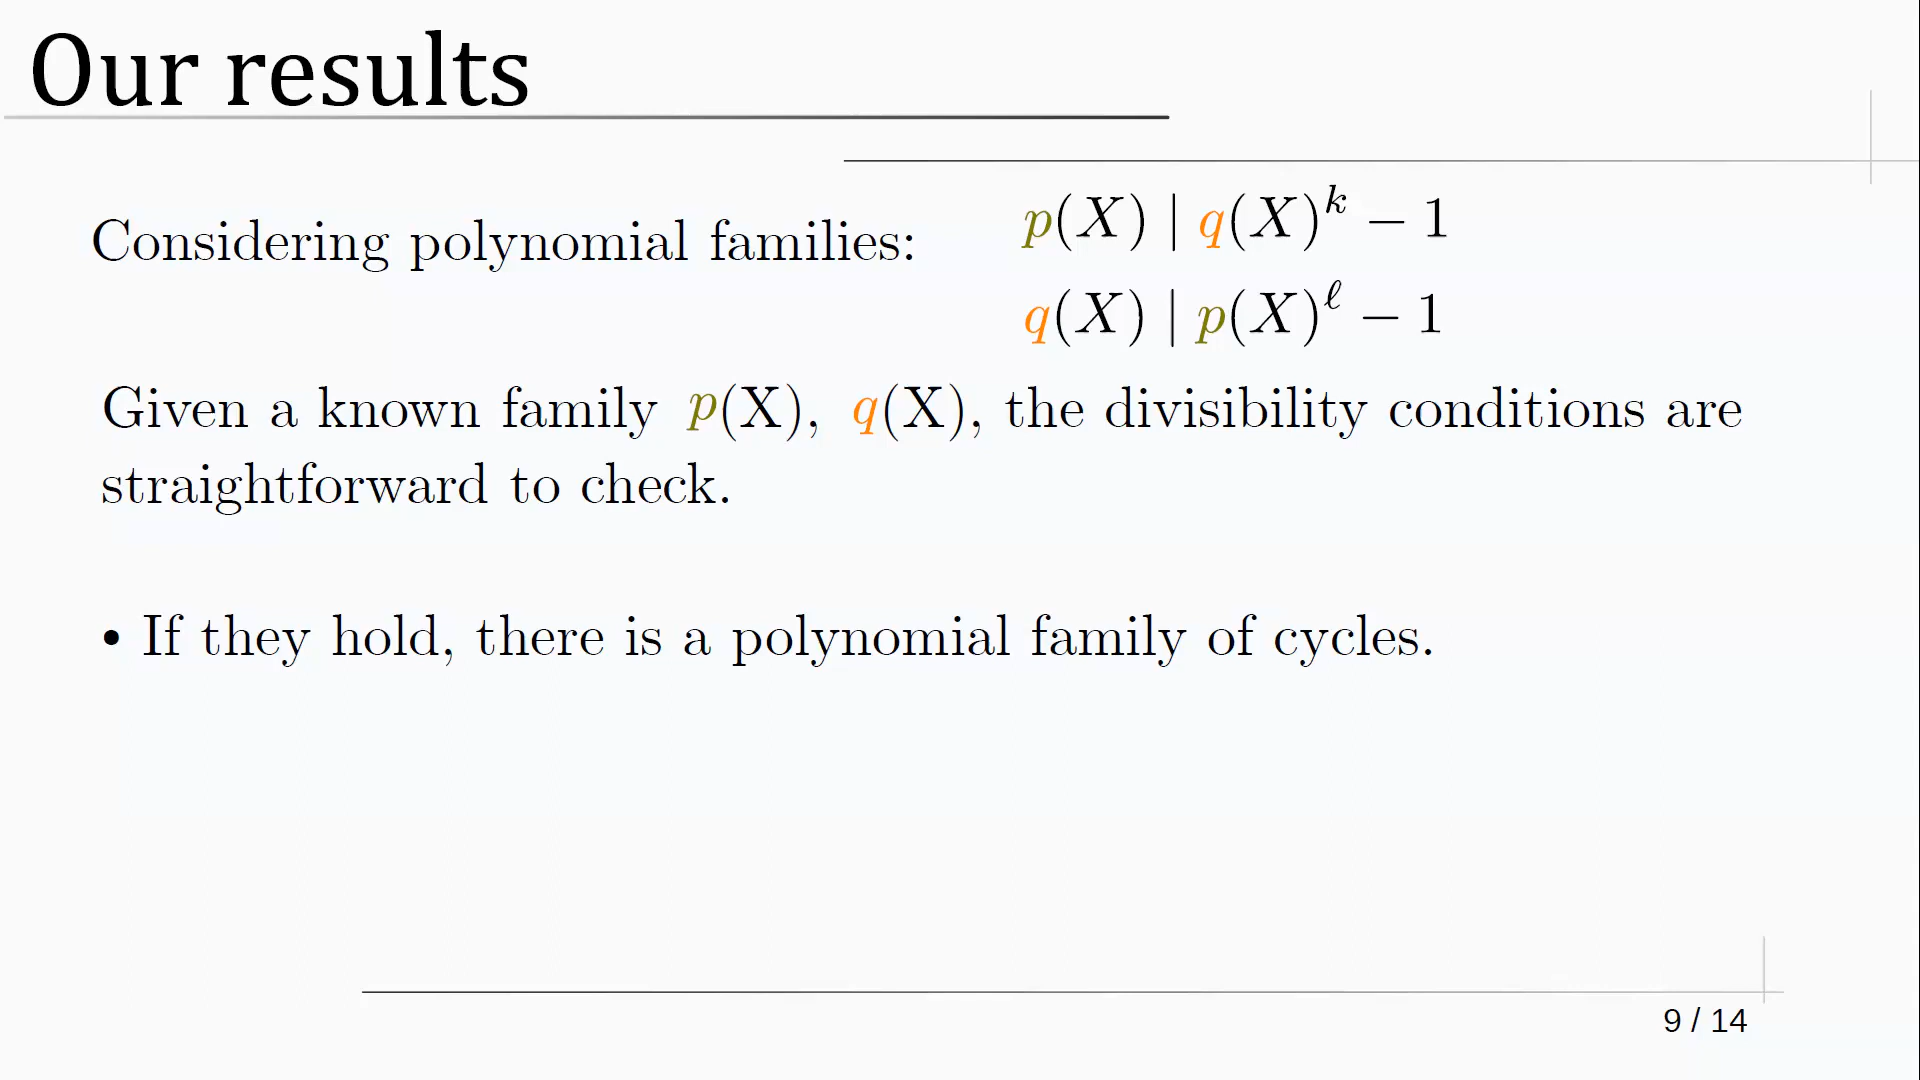 Our results
Considering polynomial families:
p(X) | q(X)^k − 1
q(X) | p(X)^ℓ − 1
Given a known family p(X), q(X), the divisibility conditions are
straightforward to check.
• If they hold, there is a polynomial family of cycles.
9 / 14